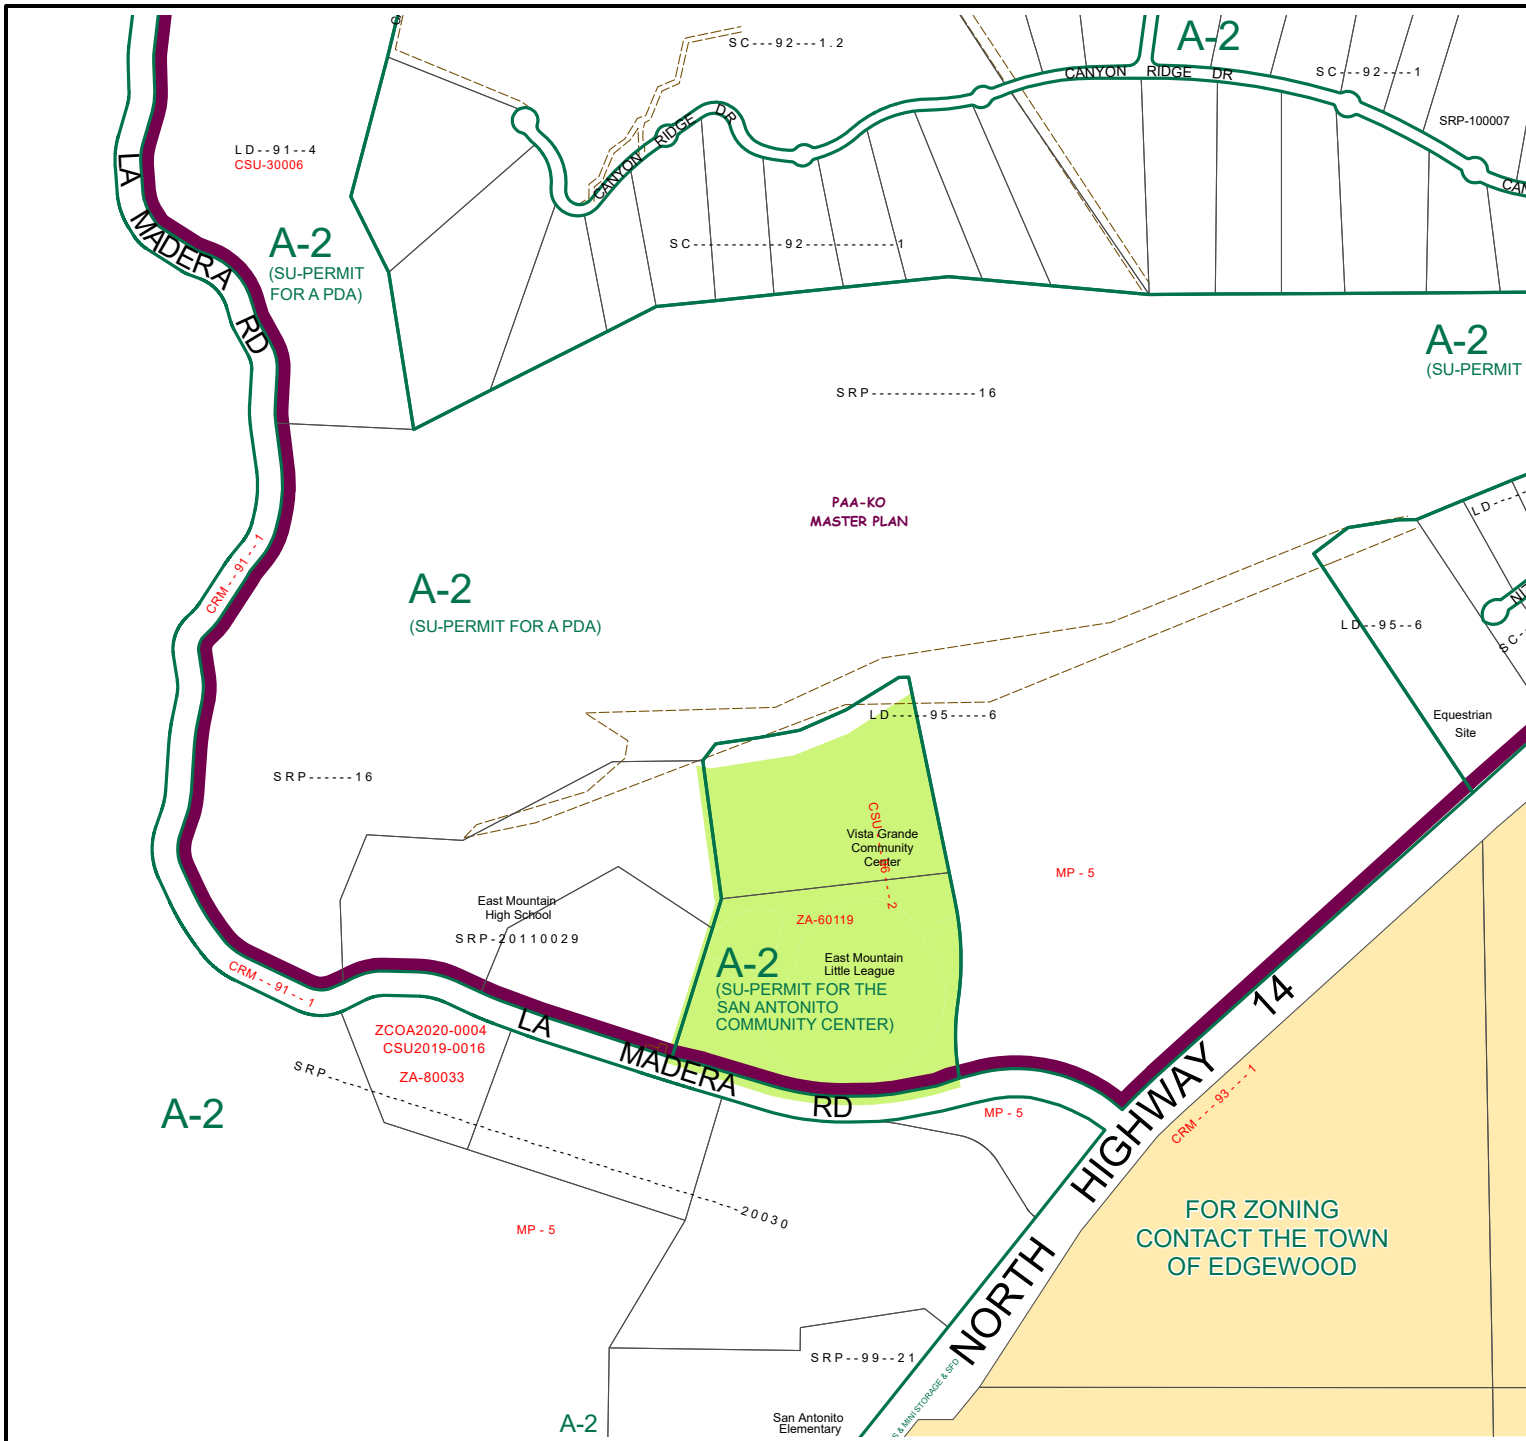 A-2
SC---92---1.2
CANYON RIDGE DR
SC---92----1
SRP-100007
LD--91--4
CSU-30006
LA MADERA RD
A-2
(SU-PERMIT
FOR A PDA)
CANYON RIDGE DR
SC----------92----------1
A-2
(SU-PERMIT
SRP-------------16
PAA-KO
MASTER PLAN
CRM - - 91 - - 1
A-2
(SU-PERMIT FOR A PDA)
LD--95--6
LD-----95-----6
Equestrian
Site
SRP------16
Vista Grande
Community
Center
MP - 5
East Mountain
High School
SRP-20110029
ZA-60119
East Mountain
Little League
A-2
(SU-PERMIT FOR THE
SAN ANTONITO
COMMUNITY CENTER)
CRM - - 91 - - 1
ZCOA2020-0004
CSU2019-0016
ZA-80033
LA MADERA RD
MP - 5
A-2
SRP-----------------------------20030
MP - 5
NORTH HIGHWAY 14
CRM - - - 93 - - - 1
FOR ZONING
CONTACT THE TOWN
OF EDGEWOOD
SRP--99--21
& MINI STORAGE & SFD
A-2
San Antonito
Elementary